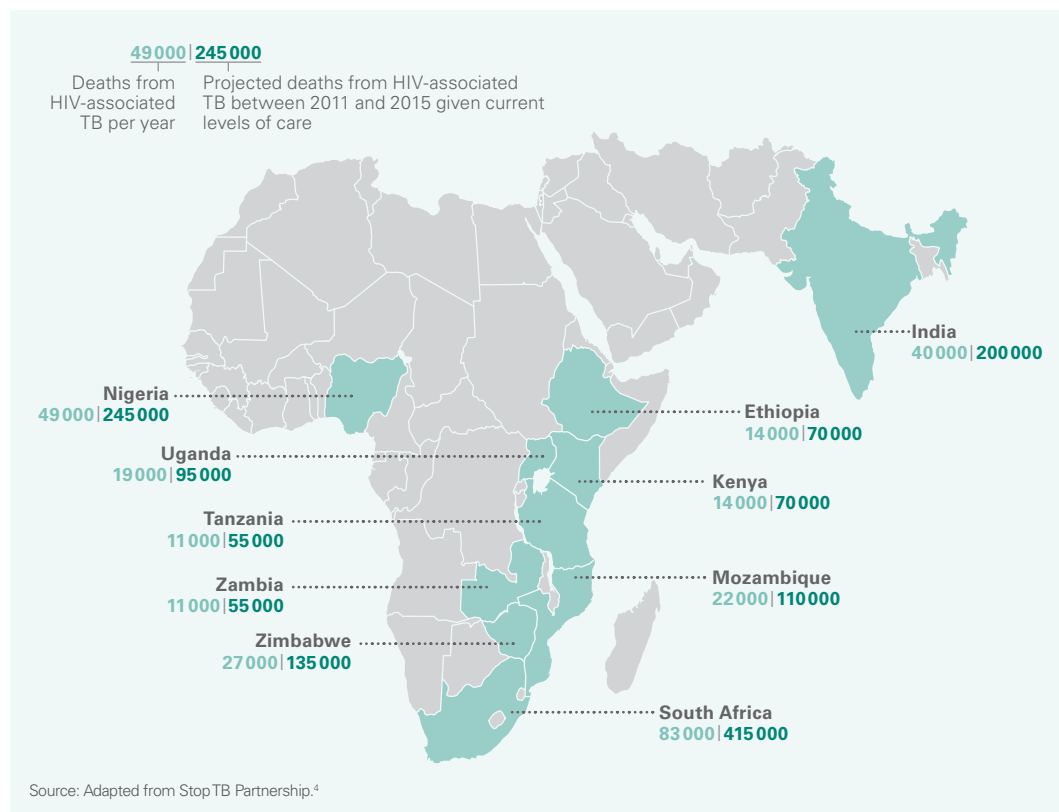 49 000 | 245 000
Deaths from
HIV-associated
TB per year
Projected deaths from HIV-associated
TB between 2011 and 2015 given current
levels of care
India
40 000 | 200 000
Nigeria
49 000 | 245 000
Ethiopia
14 000 | 70 000
Uganda
19 000 | 95 000
Kenya
14 000 | 70 000
Tanzania
11 000 | 55 000
Zambia
11 000 | 55 000
Mozambique
22 000 | 110 000
Zimbabwe
27 000 | 135 000
South Africa
83 000 | 415 000
Source: Adapted from Stop TB Partnership.⁴